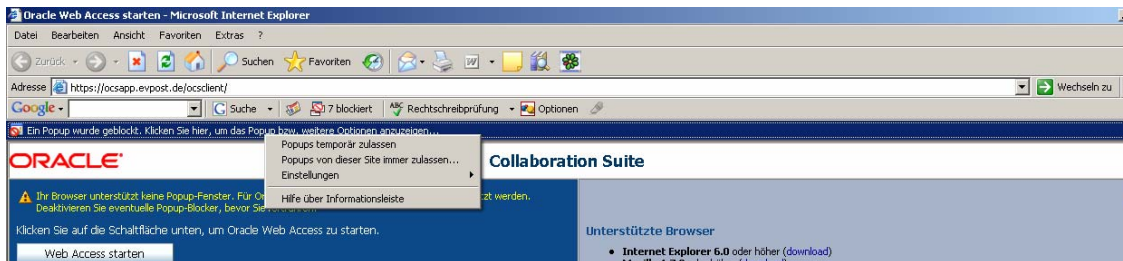 Oracle Web Access starten - Microsoft Internet Explorer
Datei Bearbeiten Ansicht Favoriten Extras ?
Zurück Suchen Favoriten
Adresse https://ocsapp.evpost.de/ocsclient/ Wechseln zu
Google Suche 7 blockiert ABC Rechtschreibprüfung Optionen
Ein Popup wurde geblockt. Klicken Sie hier, um das Popup bzw. weitere Optionen anzuzeigen...
Popups temporär zulassen
Popups von dieser Site immer zulassen...
Einstellungen
Hilfe über Informationsleiste
ORACLE Collaboration Suite
Ihr Browser unterstützt keine Popup-Fenster. Für zt werden.
Deaktivieren Sie eventuelle Popup-Blocker, bevor Sie
Klicken Sie auf die Schaltfläche unten, um Oracle Web Access zu starten.
Web Access starten
Unterstützte Browser
• Internet Explorer 6.0 oder höher (download)